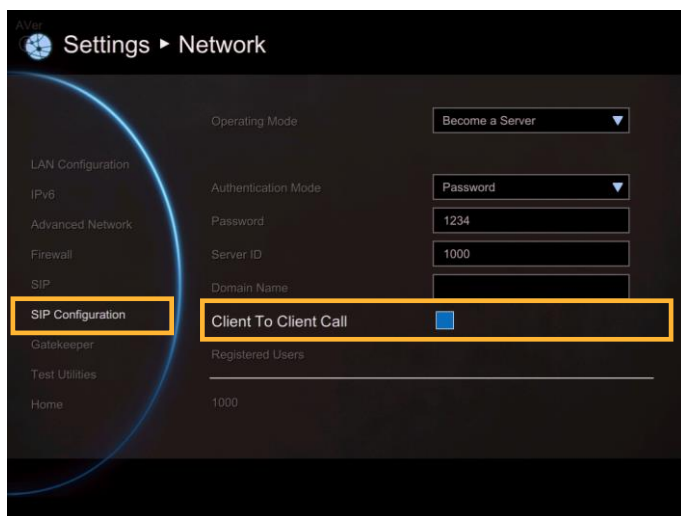 AVer
Settings ► Network
Operating Mode
Become a Server ▼
LAN Configuration
IPv6
Authentication Mode
Password ▼
Advanced Network
Password
1234
Firewall
Server ID
1000
SIP
Domain Name
SIP Configuration
Client To Client Call
Gatekeeper
Registered Users
Test Utilities
Home
1000